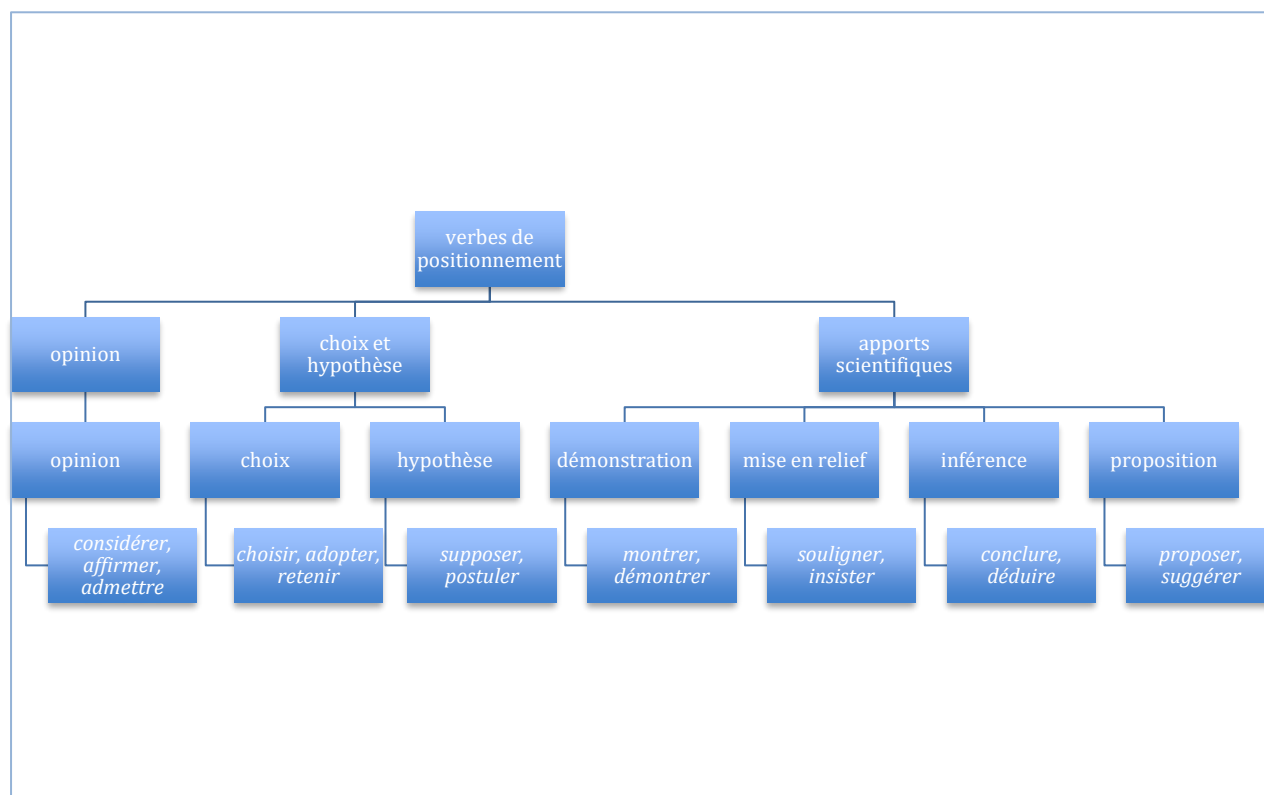 verbes de
positionnement
opinion
choix et
hypothèse
apports
scientifiques
opinion
choix
hypothèse
démonstration
mise en relief
inférence
proposition
considérer,
affirmer,
admettre
choisir, adopter,
retenir
supposer,
postuler
montrer,
démontrer
souligner,
insister
conclure,
déduire
proposer,
suggérer